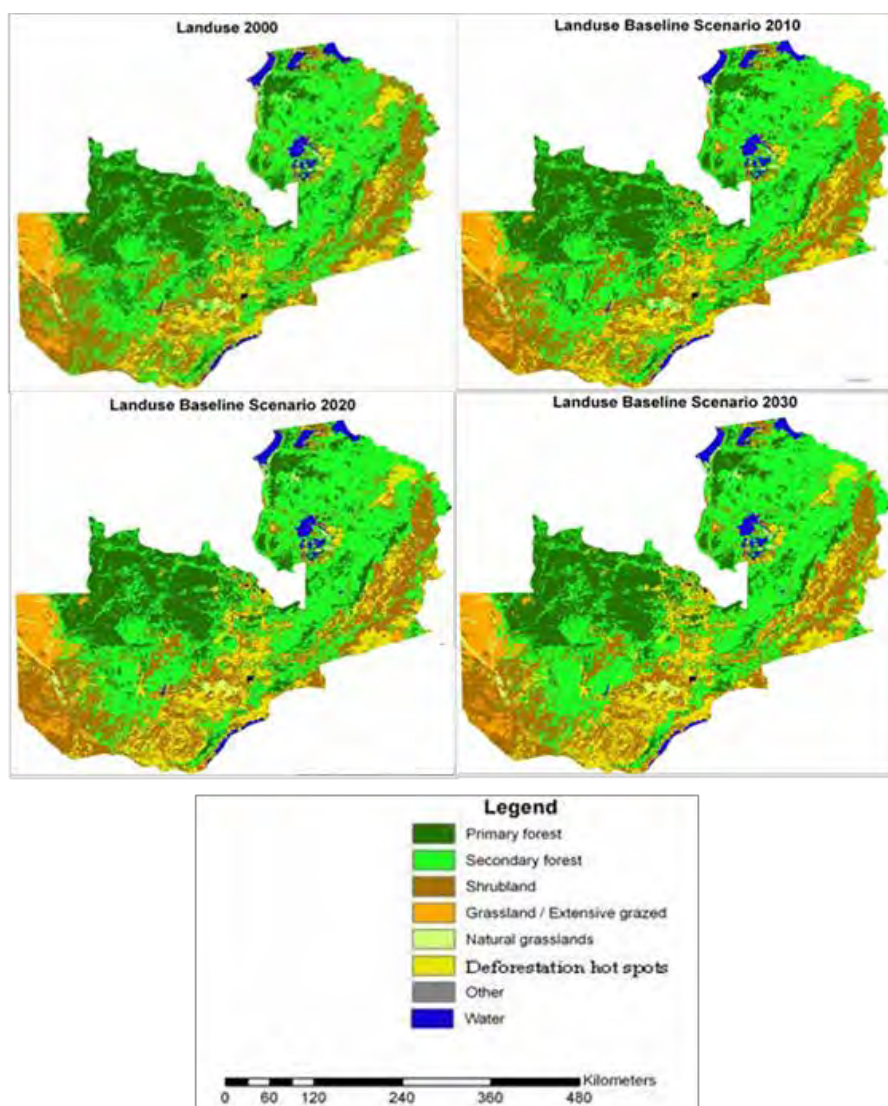 Landuse 2000
Landuse Baseline Scenario 2010
Landuse Baseline Scenario 2020
Landuse Baseline Scenario 2030
Legend
Primary forest
Secondary forest
Shrubland
Grassland / Extensive grazed
Natural grasslands
Deforestation hot spots
Other
Water
Kilometers
0 60 120 240 360 480